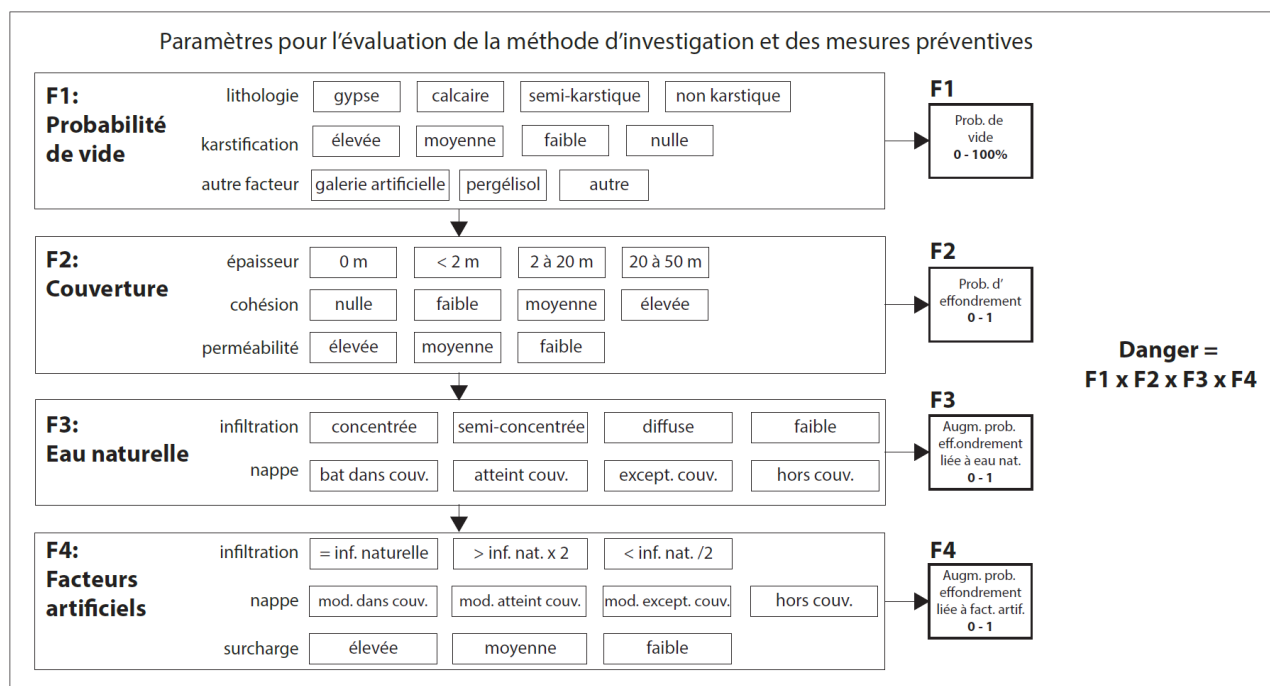 Paramètres pour l'évaluation de la méthode d'investigation et des mesures préventives
F1:
Probabilité
de vide
lithologie gypse calcaire semi-karstique non karstique
karstification élevée moyenne faible nulle
autre facteur galerie artificielle pergélisol autre
F1
Prob. de
vide
0 - 100%
F2:
Couverture
épaisseur 0 m < 2 m 2 à 20 m 20 à 50 m
cohésion nulle faible moyenne élevée
perméabilité élevée moyenne faible
F2
Prob. d'
effondrement
0 - 1
Danger =
F1 x F2 x F3 x F4
F3:
Eau naturelle
infiltration concentrée semi-concentrée diffuse faible
nappe bat dans couv. atteint couv. except. couv. hors couv.
F3
Augm. prob.
eff.ondrement
liée à eau nat.
0 - 1
F4:
Facteurs
artificiels
infiltration = inf. naturelle > inf. nat. x 2 < inf. nat. /2
nappe mod. dans couv. mod. atteint couv. mod. except. couv. hors couv.
surcharge élevée moyenne faible
F4
Augm. prob.
effondrement
liée à fact. artif.
0 - 1